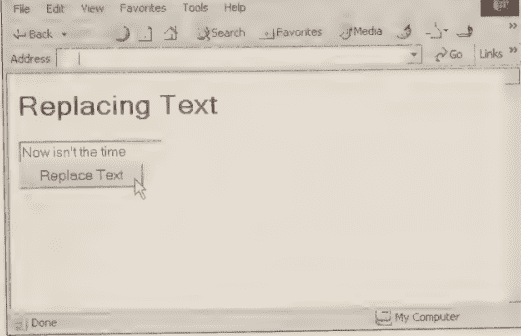 File Edit View Favorites Tools Help
Back Search Favorites Media »
Address Go Links »
Replacing Text
Now isn't the time
Replace Text
Done My Computer